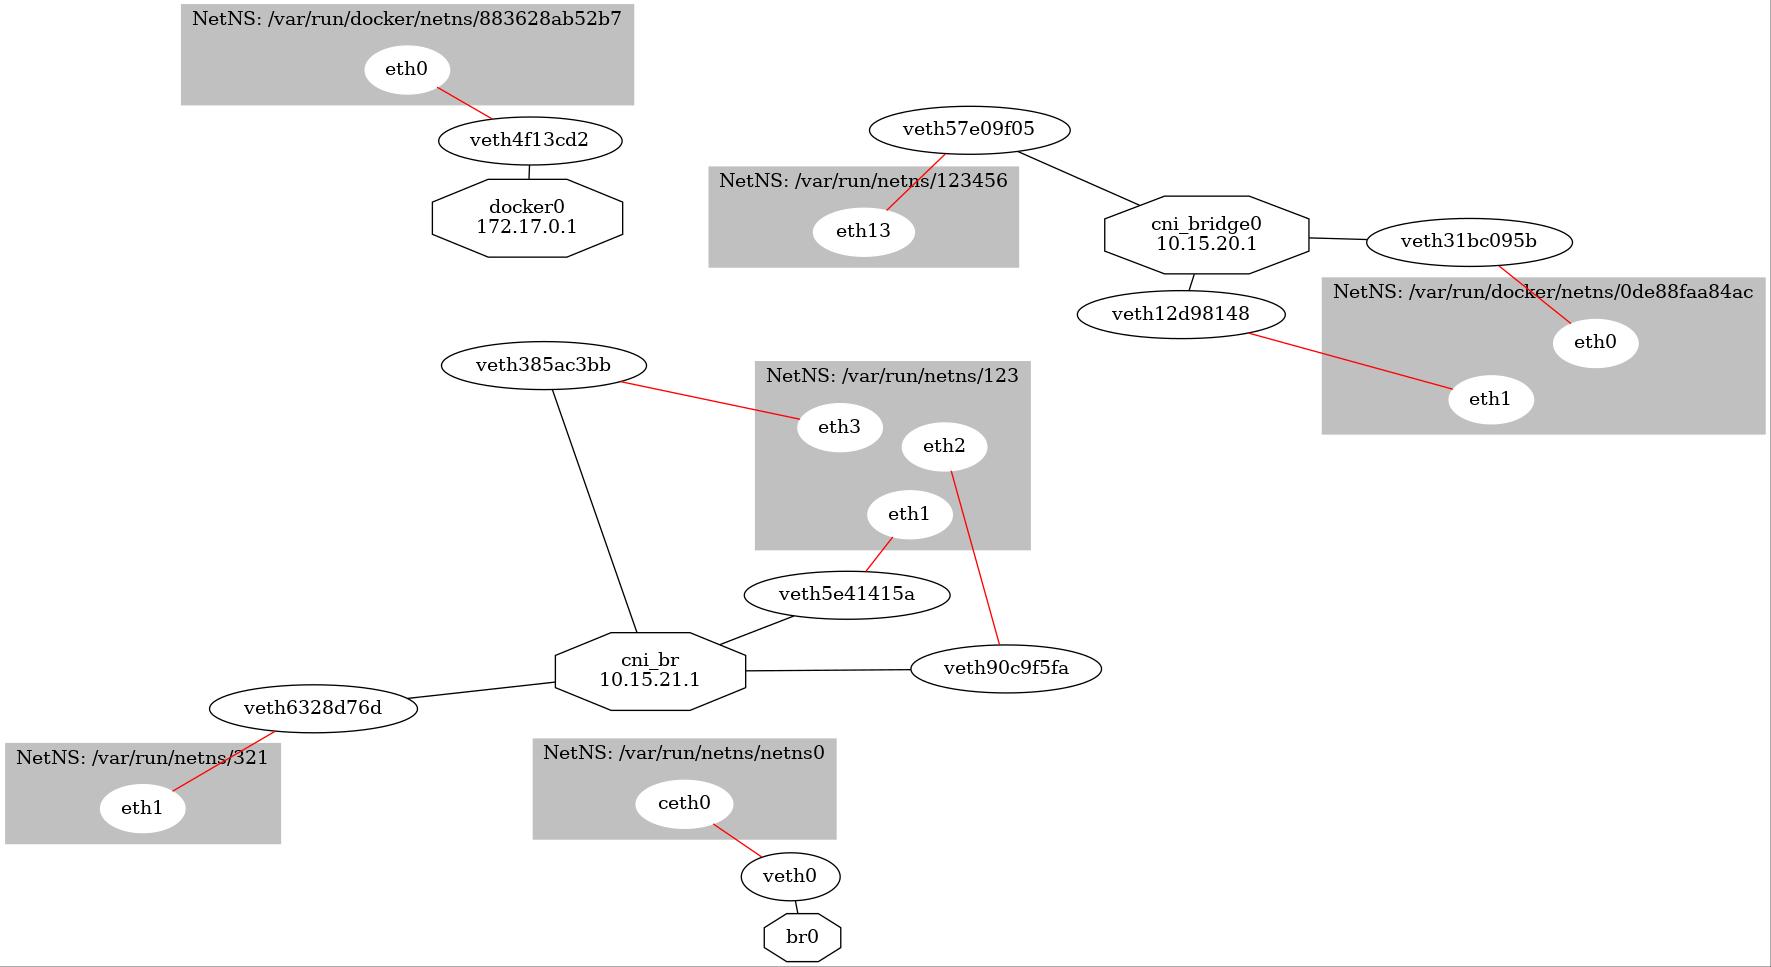 NetNS: /var/run/docker/netns/883628ab52b7
eth0
veth4f13cd2
docker0
172.17.0.1
veth57e09f05
NetNS: /var/run/netns/123456
eth13
cni_bridge0
10.15.20.1
veth31bc095b
veth12d98148
NetNS: /var/run/docker/netns/0de88faa84ac
eth0
eth1
veth385ac3bb
NetNS: /var/run/netns/123
eth3
eth2
eth1
veth5e41415a
cni_br
10.15.21.1
veth90c9f5fa
veth6328d76d
NetNS: /var/run/netns/321
eth1
NetNS: /var/run/netns/netns0
ceth0
veth0
br0